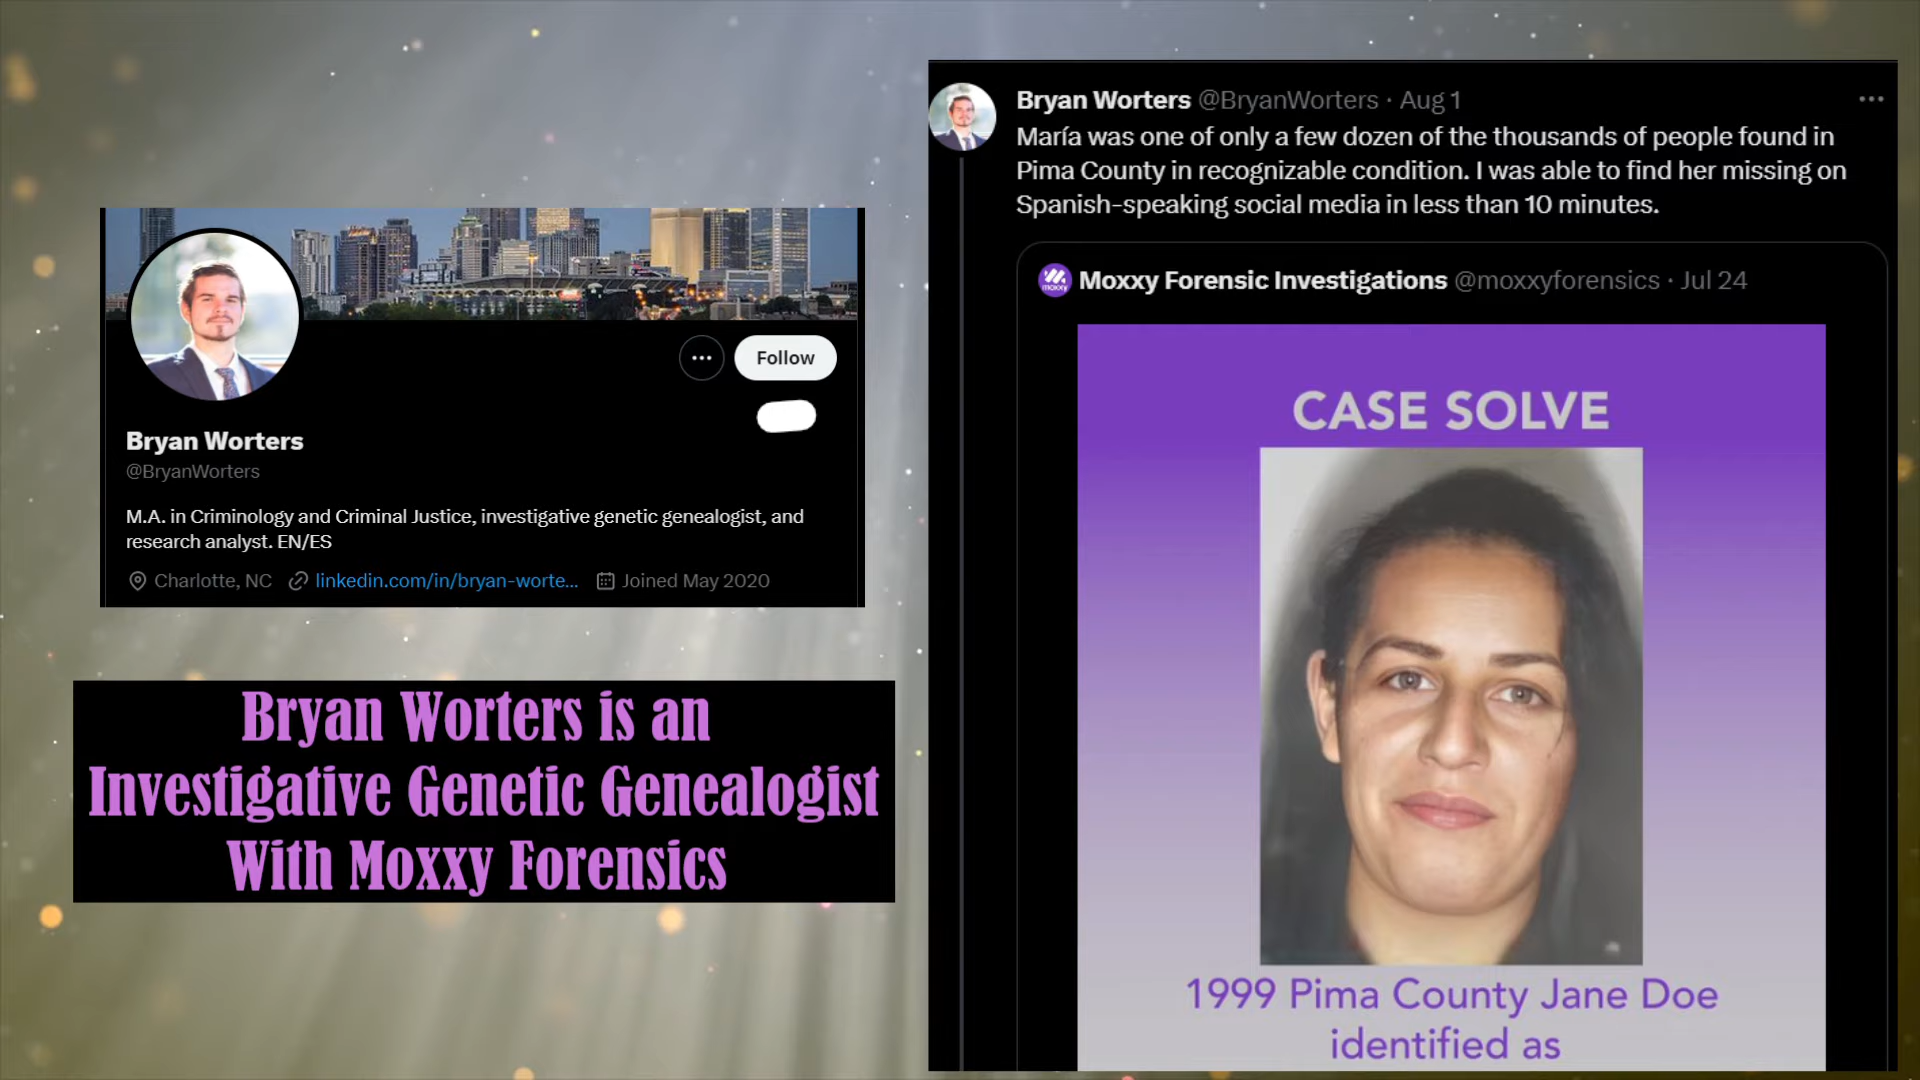 Bryan Worters
@BryanWorters
M.A. in Criminology and Criminal Justice, investigative genetic genealogist, and
research analyst. EN/ES
Charlotte, NC linkedin.com/in/bryan-worte... Joined May 2020
Follow
Bryan Worters is an
Investigative Genetic Genealogist
With Moxxy Forensics
Bryan Worters @BryanWorters · Aug 1
María was one of only a few dozen of the thousands of people found in
Pima County in recognizable condition. I was able to find her missing on
Spanish-speaking social media in less than 10 minutes.
moxxy
Moxxy Forensic Investigations @moxxyforensics · Jul 24
CASE SOLVE
1999 Pima County Jane Doe
identified as